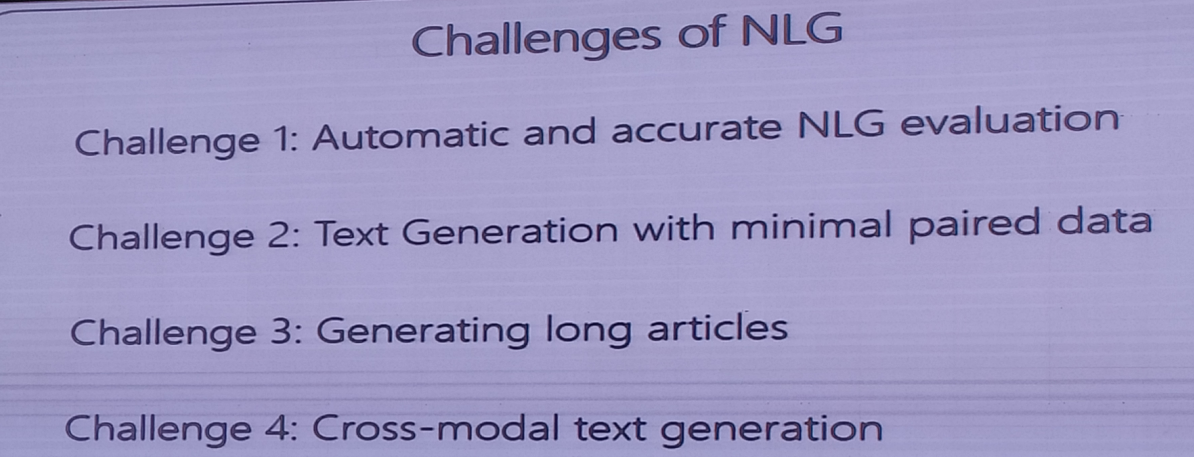 Challenges of NLG
Challenge 1: Automatic and accurate NLG evaluation
Challenge 2: Text Generation with minimal paired data
Challenge 3: Generating long articles
Challenge 4: Cross-modal text generation